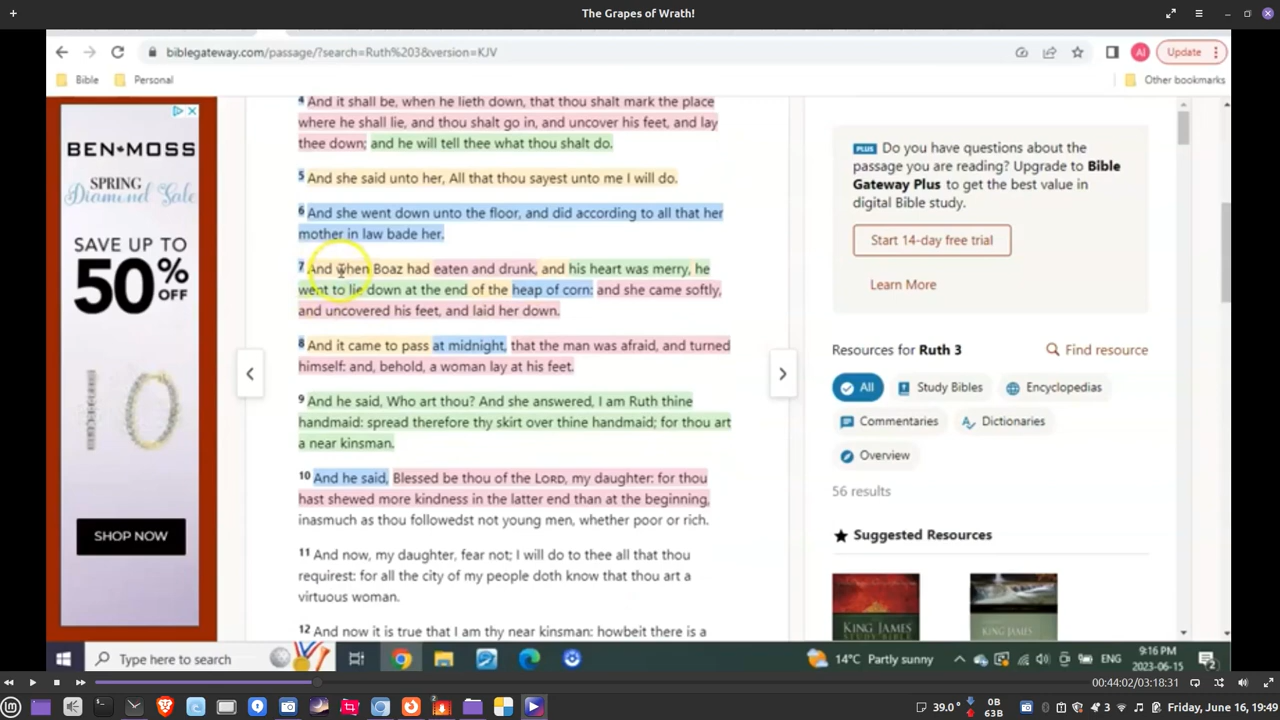 The Grapes of Wrath!
biblegateway.com/passage/?search=Ruth%203&version=KJV
AI
Update
Bible
Personal
Other bookmarks
BEN MOSS
SPRING
Diamond Sale
SAVE UP TO
50% OFF
SHOP NOW
4 And it shall be, when he lieth down, that thou shalt mark the place
where he shall lie, and thou shalt go in, and uncover his feet, and lay
thee down; and he will tell thee what thou shalt do.
5 And she said unto her, All that thou sayest unto me I will do.
6 And she went down unto the floor, and did according to all that her
mother in law bade her.
7 And when Boaz had eaten and drunk, and his heart was merry, he
went to lie down at the end of the heap of corn: and she came softly,
and uncovered his feet, and laid her down.
8 And it came to pass at midnight, that the man was afraid, and turned
himself: and, behold, a woman lay at his feet.
9 And he said, Who art thou? And she answered, I am Ruth thine
handmaid: spread therefore thy skirt over thine handmaid; for thou art
a near kinsman.
10 And he said, Blessed be thou of the LORD, my daughter: for thou
hast shewed more kindness in the latter end than at the beginning,
inasmuch as thou followedst not young men, whether poor or rich.
11 And now, my daughter, fear not; I will do to thee all that thou
requirest: for all the city of my people doth know that thou art a
virtuous woman.
12 And now it is true that I am thy near kinsman: howbeit there is a
PLUS Do you have questions about the
passage you are reading? Upgrade to Bible
Gateway Plus to get the best value in
digital Bible study.
Start 14-day free trial
Learn More
Resources for Ruth 3
Find resource
All
Study Bibles
Encyclopedias
Commentaries
Dictionaries
Overview
56 results
Suggested Resources
KING JAMES
STUDY BIBLE
KING JAMES
Type here to search
14°C Partly sunny
ENG
9:16 PM
2023-06-15
2
00:44:02/03:18:31
39.0°
0B
63B
3
Friday, June 16, 19:49